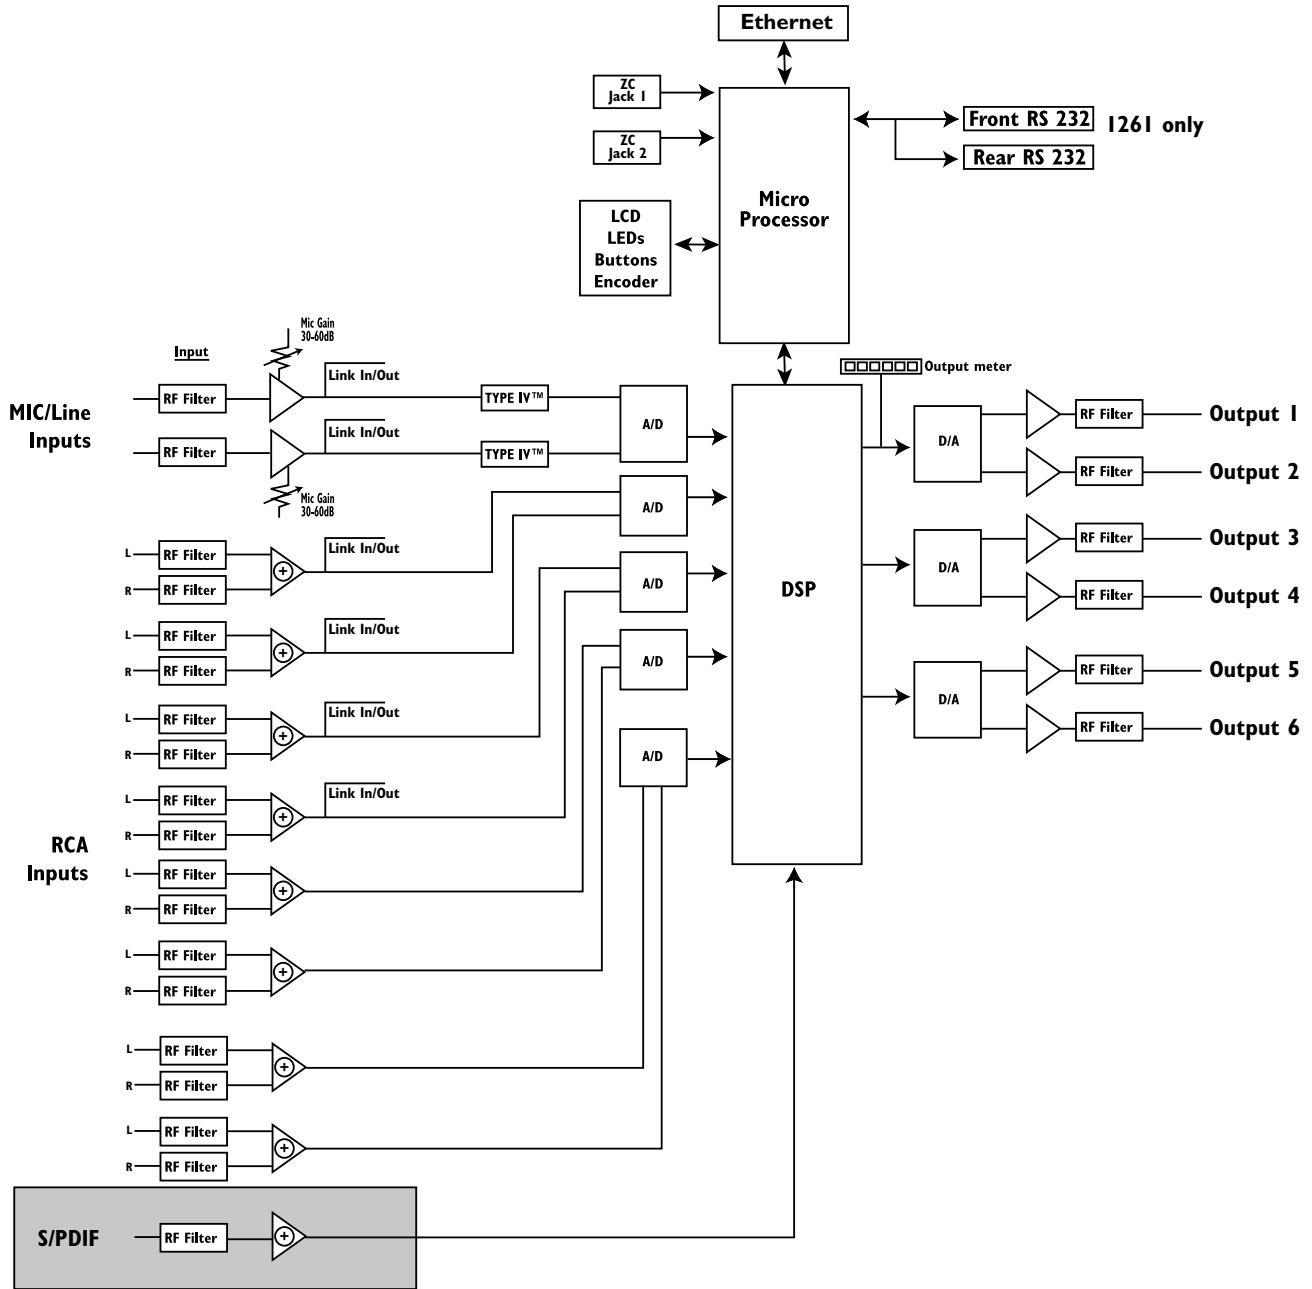 Ethernet
ZC
Jack 1
ZC
Jack 2
Front RS 232
1261 only
Rear RS 232
Micro
Processor
LCD
LEDs
Buttons
Encoder
Mic Gain
30-60dB
Input
Link In/Out
Output meter
MIC/Line
Inputs
RF Filter
TYPE IV™
A/D
D/A
RF Filter
Output 1
Link In/Out
RF Filter
TYPE IV™
RF Filter
Output 2
Mic Gain
30-60dB
A/D
L
RF Filter
Link In/Out
R
RF Filter
A/D
DSP
D/A
RF Filter
Output 3
RF Filter
Output 4
L
RF Filter
Link In/Out
R
RF Filter
A/D
D/A
RF Filter
Output 5
RF Filter
Output 6
L
RF Filter
Link In/Out
R
RF Filter
A/D
RCA
Inputs
L
RF Filter
Link In/Out
R
RF Filter
L
RF Filter
R
RF Filter
L
RF Filter
R
RF Filter
L
RF Filter
R
RF Filter
L
RF Filter
R
RF Filter
S/PDIF
RF Filter